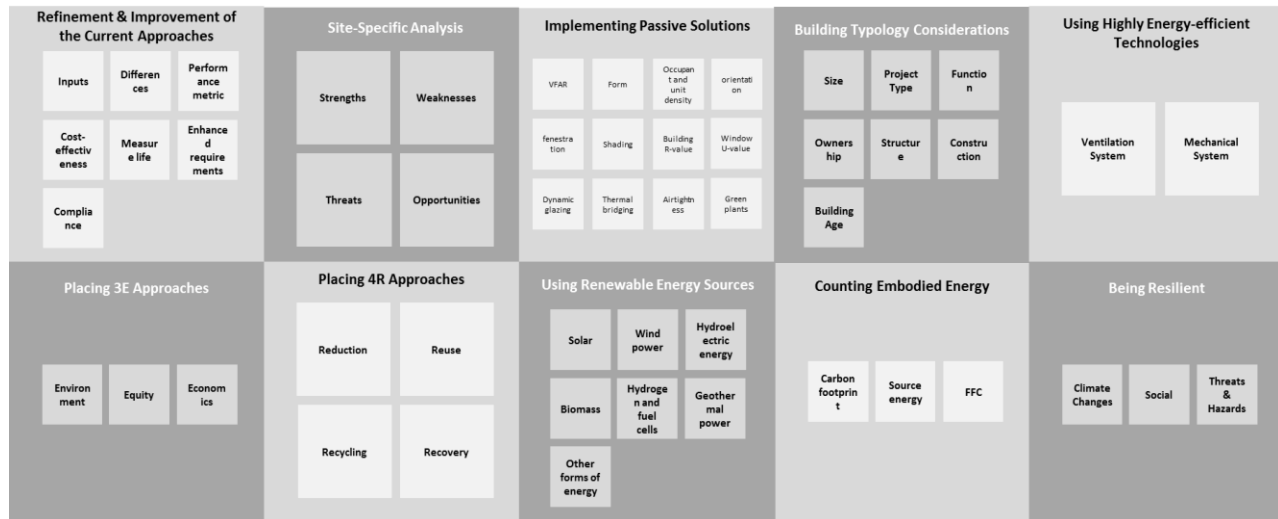 Refinement & Improvement of
the Current Approaches
Inputs
Differen
ces
Perform
ance
metric
Cost-
effectiv
eness
Measur
e life
Enhance
d
require
ments
Complia
nce
Site-Specific Analysis
Strengths
Weaknesses
Threats
Opportunities
Implementing Passive Solutions
VFAR
Form
Occupan
t and
unit
density
orientati
on
fenestra
tion
Shading
Building
R-value
Window
U-value
Dynamic
glazing
Thermal
bridging
Airtightn
ess
Green
plants
Building Typology Considerations
Size
Project
Type
Functio
n
Owners
hip
Structur
e
Constru
ction
Building
Age
Using Highly Energy-efficient
Technologies
Ventilation
System
Mechanical
System
Placing 3E Approaches
Environ
ment
Equity
Econom
ics
Placing 4R Approaches
Reduction
Reuse
Recycling
Recovery
Using Renewable Energy Sources
Solar
Wind
power
Hydroel
ectric
energy
Biomass
Hydroge
n and
fuel
cells
Geother
mal
power
Other
forms of
energy
Counting Embodied Energy
Carbon
footprin
t
Source
energy
FFC
Being Resilient
Climate
Changes
Social
Threats
&
Hazards